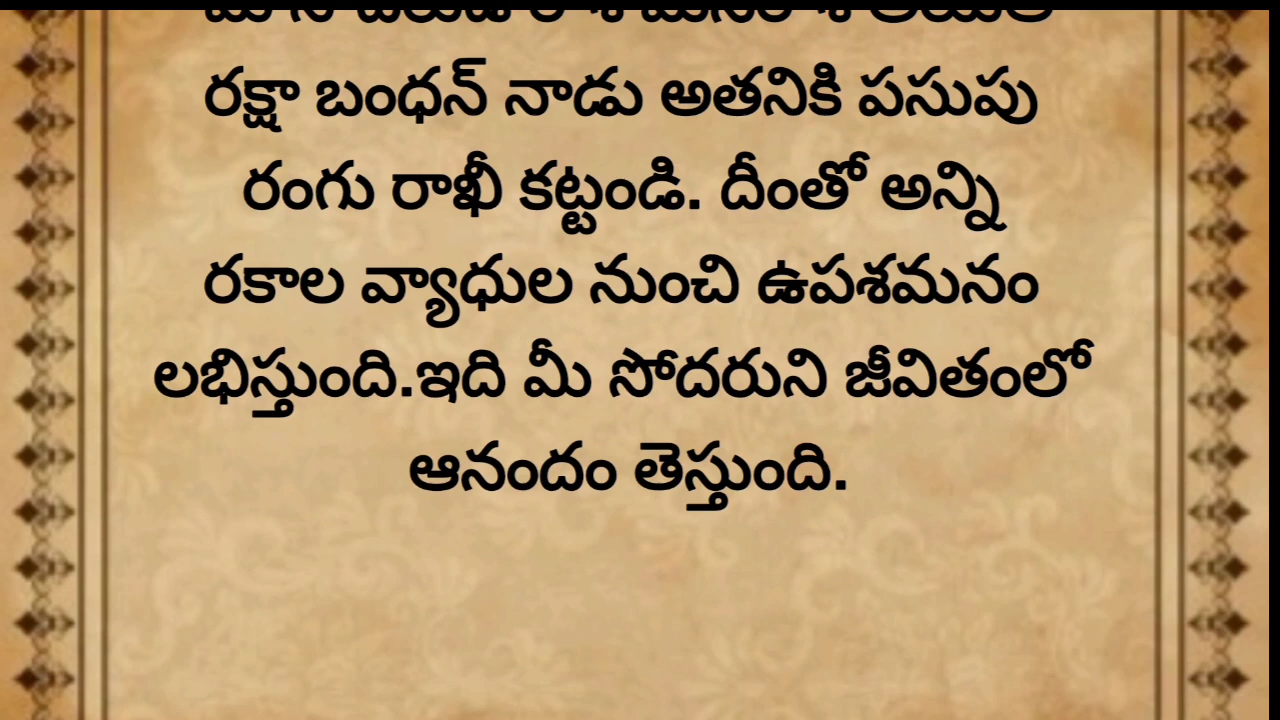 రక్షా బంధన్ నాడు అతనికి పసుపు
రంగు రాఖీ కట్టండి. దీంతో అన్ని
రకాల వ్యాధుల నుంచి ఉపశమనం
లభిస్తుంది.ఇది మీ సోదరుని జీవితంలో
ఆనందం తెస్తుంది.